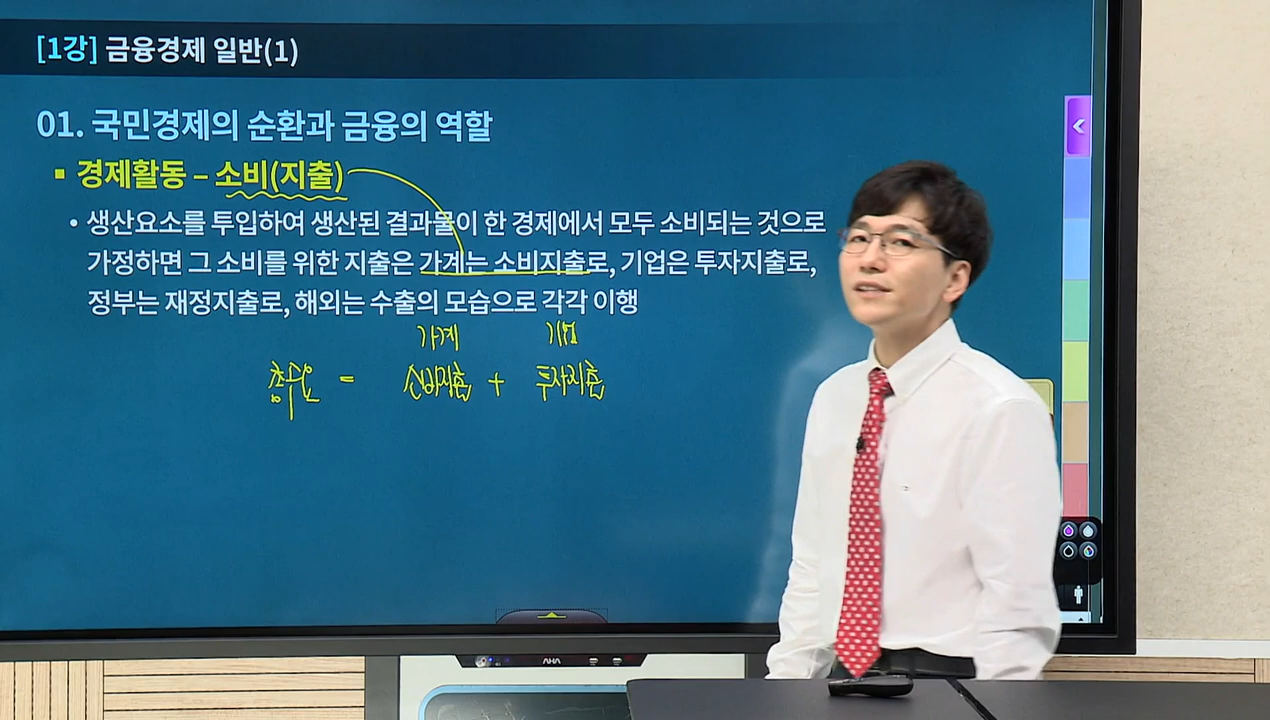 [1강] 금융경제 일반(1)
01. 국민경제의 순환과 금융의 역할
▪ 경제활동 – 소비(지출)
• 생산요소를 투입하여 생산된 결과물이 한 경제에서 모두 소비되는 것으로
가정하면 그 소비를 위한 지출은 가계는 소비지출로, 기업은 투자지출로,
정부는 재정지출로, 해외는 수출의 모습으로 각각 이행
가계 기업
총수요 = 소비지출 + 투자지출
AHA